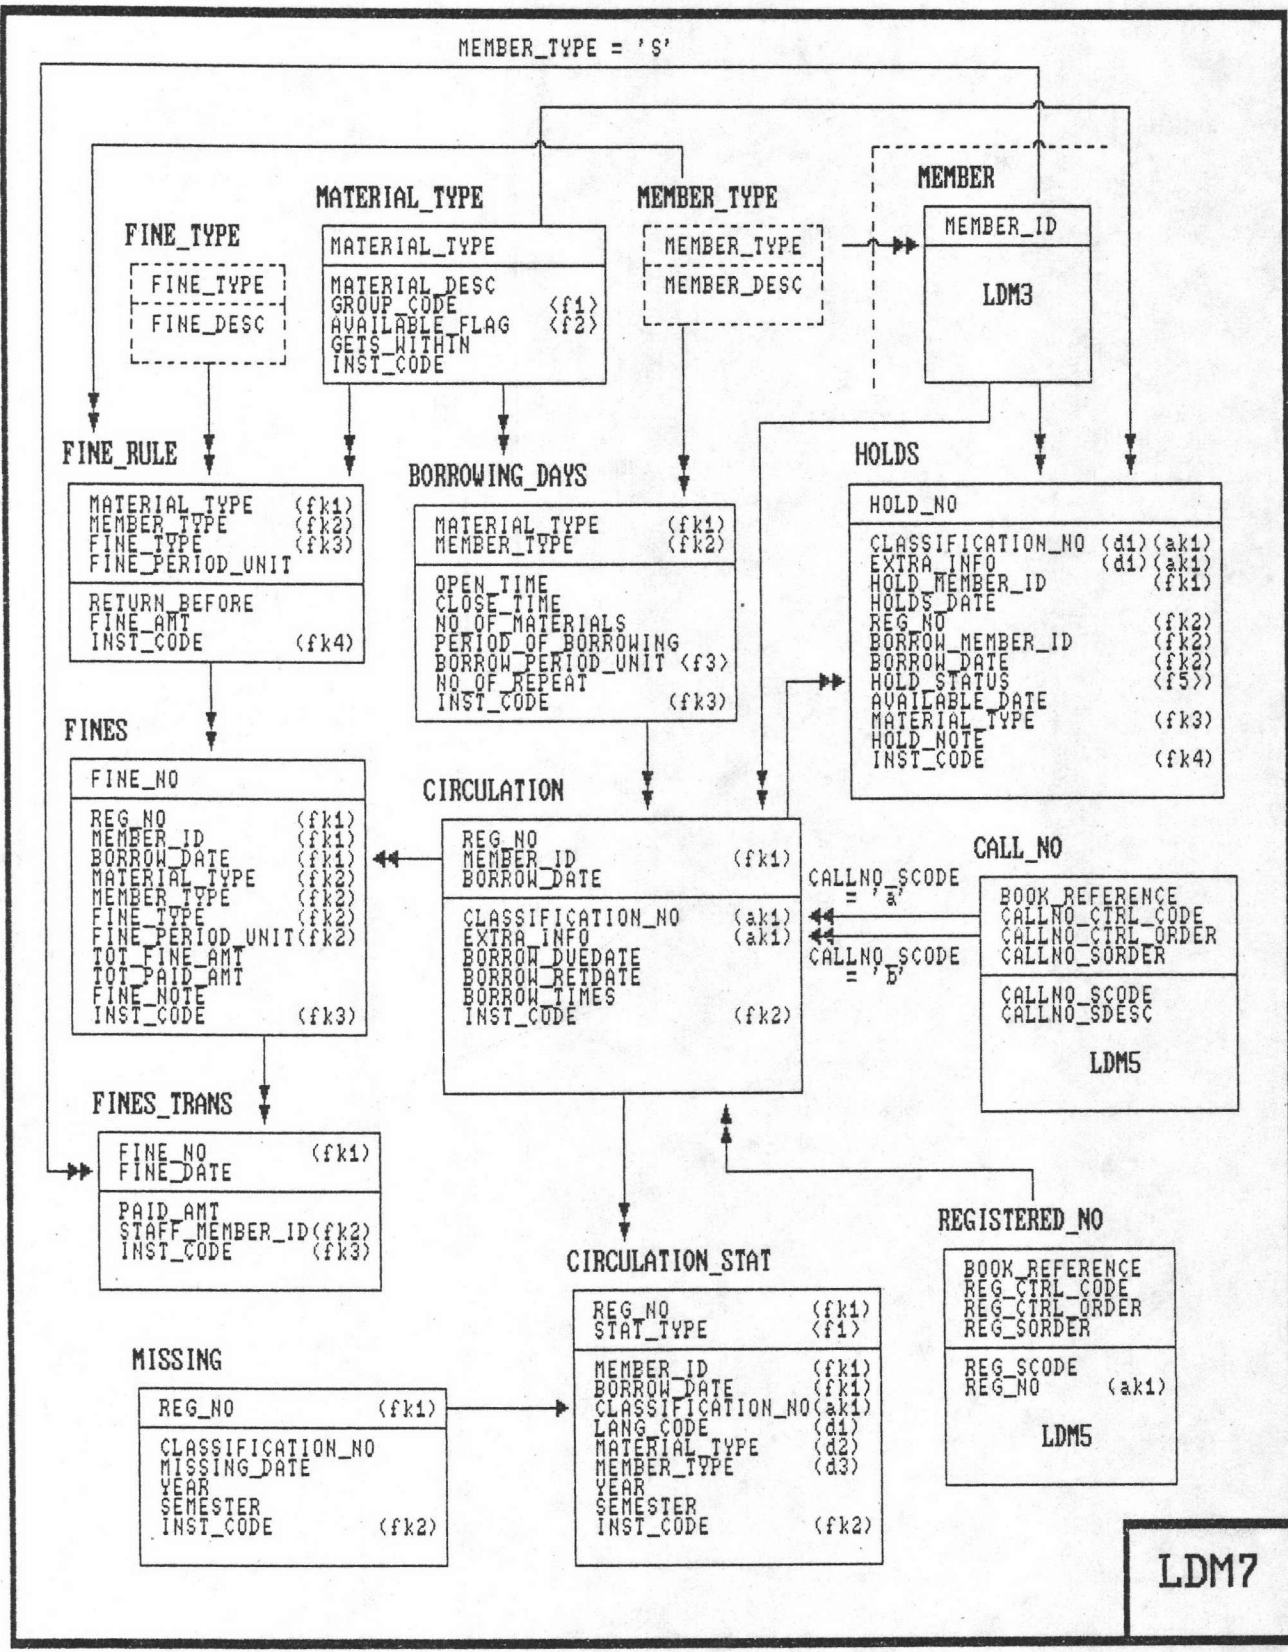 MEMBER_TYPE = 'S'
MEMBER
MEMBER_ID
LDM3
MATERIAL_TYPE
MATERIAL_TYPE
MATERIAL_DESC
GROUP_CODE (f1)
AVAILABLE_FLAG (f2)
GETS_WITHIN
INST_CODE
MEMBER_TYPE
MEMBER_TYPE
MEMBER_DESC
FINE_TYPE
FINE_TYPE
FINE_DESC
FINE_RULE
MATERIAL_TYPE (fk1)
MEMBER_TYPE (fk2)
FINE_TYPE (fk3)
FINE_PERIOD_UNIT
RETURN_BEFORE
FINE_AMT
INST_CODE (fk4)
BORROWING_DAYS
MATERIAL_TYPE (fk1)
MEMBER_TYPE (fk2)
OPEN_TIME
CLOSE_TIME
NO_OF_MATERIALS
PERIOD_OF_BORROWING
BORROW_PERIOD_UNIT (f3)
NO_OF_REPEAT
INST_CODE (fk3)
HOLDS
HOLD_NO
CLASSIFICATION_NO (d1)(ak1)
EXTRA_INFO (d1)(ak1)
HOLD_MEMBER_ID (fk1)
HOLDS_DATE
REG_NO (fk2)
BORROW_MEMBER_ID (fk2)
BORROW_DATE (fk2)
HOLD_STATUS (f5))
AVAILABLE_DATE
MATERIAL_TYPE (fk3)
HOLD_NOTE
INST_CODE (fk4)
FINES
FINE_NO
REG_NO (fk1)
MEMBER_ID (fk1)
BORROW_DATE (fk1)
MATERIAL_TYPE (fk2)
MEMBER_TYPE (fk2)
FINE_TYPE (fk2)
FINE_PERIOD_UNIT(fk2)
TOT_FINE_AMT
TOT_PAID_AMT
FINE_NOTE
INST_CODE (fk3)
CIRCULATION
REG_NO
MEMBER_ID (fk1)
BORROW_DATE
CLASSIFICATION_NO (ak1)
EXTRA_INFO (ak1)
BORROW_DUEDATE
BORROW_RETDATE
BORROW_TIMES
INST_CODE (fk2)
CALLNO_SCODE
= 'a'
CALLNO_SCODE
= 'b'
CALL_NO
BOOK_REFERENCE
CALLNO_CTRL_CODE
CALLNO_CTRL_ORDER
CALLNO_SORDER
CALLNO_SCODE
CALLNO_SDESC
LDM5
FINES_TRANS
FINE_NO (fk1)
FINE_DATE
PAID_AMT
STAFF_MEMBER_ID(fk2)
INST_CODE (fk3)
REGISTERED_NO
BOOK_REFERENCE
REG_CTRL_CODE
REG_CTRL_ORDER
REG_SORDER
REG_SCODE
REG_NO (ak1)
LDM5
CIRCULATION_STAT
REG_NO (fk1)
STAT_TYPE (f1)
MEMBER_ID (fk1)
BORROW_DATE (fk1)
CLASSIFICATION_NO(ak1)
LANG_CODE (d1)
MATERIAL_TYPE (d2)
MEMBER_TYPE (d3)
YEAR
SEMESTER
INST_CODE (fk2)
MISSING
REG_NO (fk1)
CLASSIFICATION_NO
MISSING_DATE
YEAR
SEMESTER
INST_CODE (fk2)
LDM7